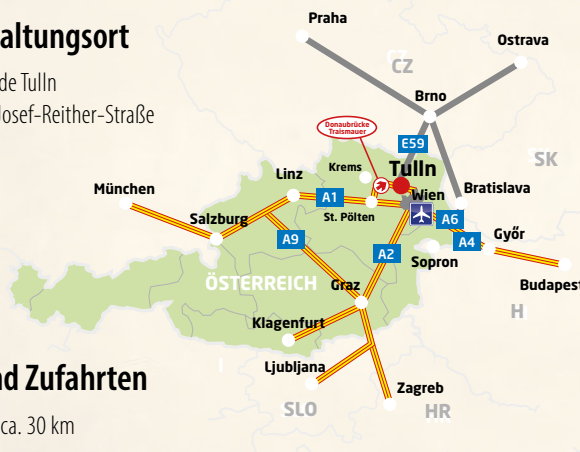 altungsort
de Tulln
Josef-Reither-Straße
Praha
Ostrava
CZ
Brno
Donaubrücke
Traismauer
E59
SK
Krems
Tulln
Linz
München
A1
Wien
Bratislava
St. Pölten
A6
Salzburg
A9
A4
Győr
A2
Sopron
ÖSTERREICH
Graz
Budapest
H
Klagenfurt
I
Ljubljana
d Zufahrten
Zagreb
SLO
HR
ca. 30 km